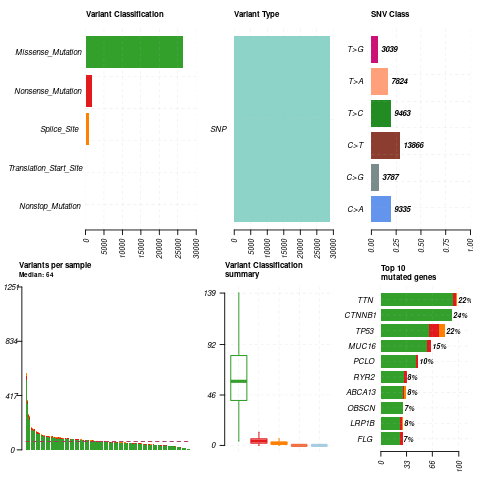 Variant Classification
Missense_Mutation
Nonsense_Mutation
Splice_Site
Translation_Start_Site
Nonstop_Mutation
0 5000 10000 15000 20000 25000 30000
Variant Type
SNP
0 5000 10000 15000 20000 25000 30000
SNV Class
T>G 3039
T>A 7824
T>C 9463
C>T 13866
C>G 3787
C>A 9335
0.00 0.25 0.50 0.75 1.00
Variants per sample
Median: 64
1251
834
417
0
Variant Classification
summary
139
92
46
0
Top 10
mutated genes
TTN 22%
CTNNB1 24%
TP53 22%
MUC16 15%
PCLO 10%
RYR2 8%
ABCA13 8%
OBSCN 7%
LRP1B 8%
FLG 7%
0 33 66 100